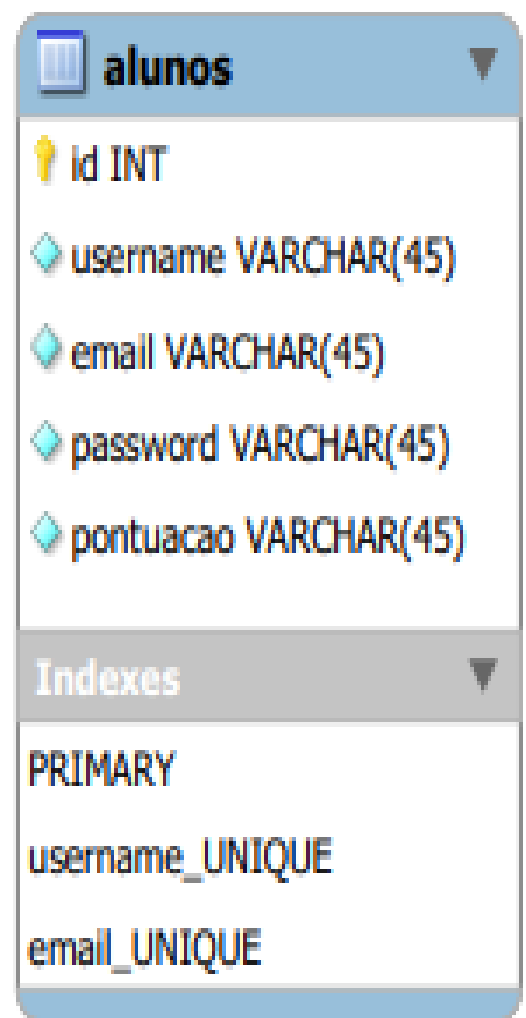 alunos
id INT
username VARCHAR(45)
email VARCHAR(45)
password VARCHAR(45)
pontuacao VARCHAR(45)
Indexes
PRIMARY
username_UNIQUE
email_UNIQUE